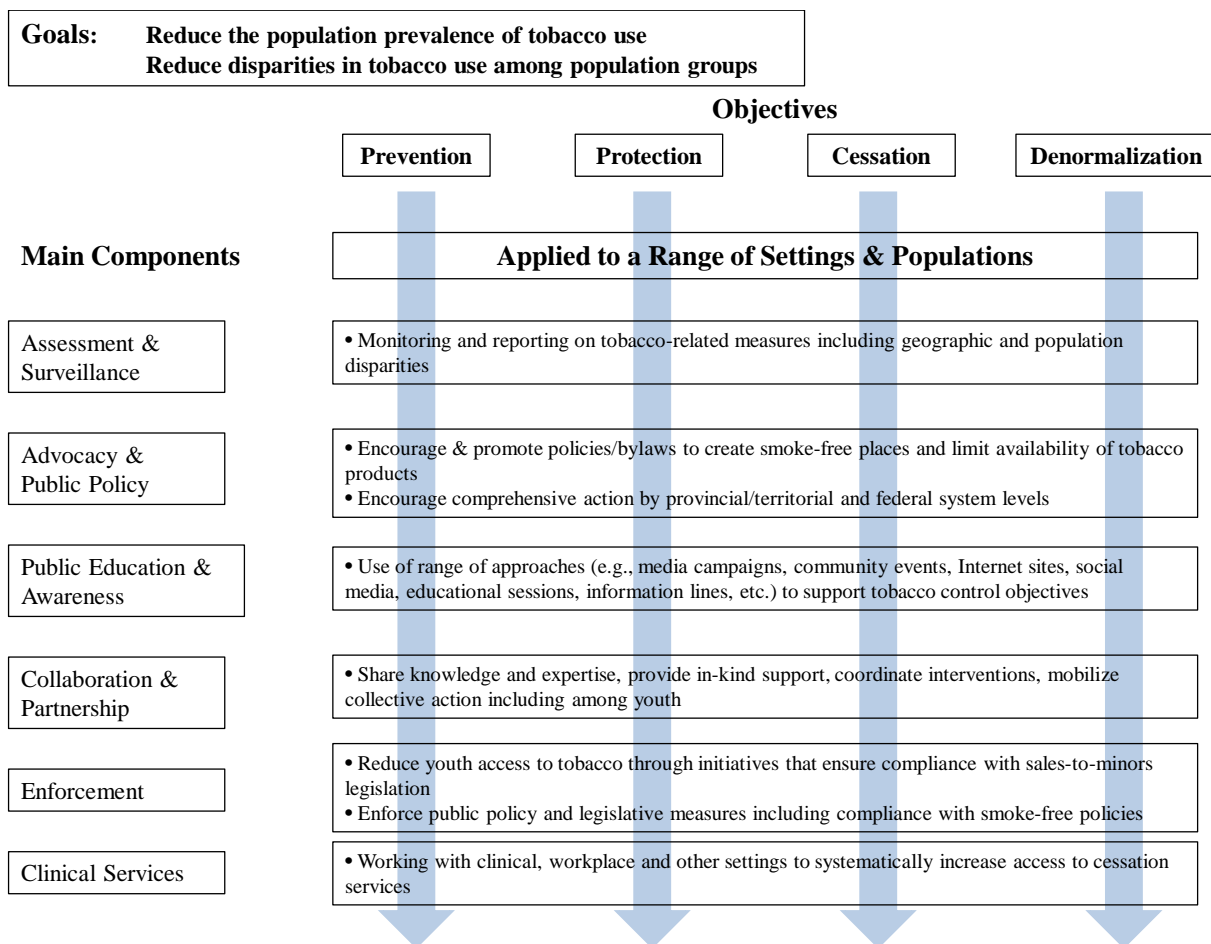 Goals: Reduce the population prevalence of tobacco use
Reduce disparities in tobacco use among population groups
Objectives
Prevention Protection Cessation Denormalization
Main Components Applied to a Range of Settings & Populations
Assessment &
Surveillance
• Monitoring and reporting on tobacco-related measures including geographic and population
disparities
Advocacy &
Public Policy
• Encourage & promote policies/bylaws to create smoke-free places and limit availability of tobacco
products
• Encourage comprehensive action by provincial/territorial and federal system levels
Public Education &
Awareness
• Use of range of approaches (e.g., media campaigns, community events, Internet sites, social
media, educational sessions, information lines, etc.) to support tobacco control objectives
Collaboration &
Partnership
• Share knowledge and expertise, provide in-kind support, coordinate interventions, mobilize
collective action including among youth
Enforcement
• Reduce youth access to tobacco through initiatives that ensure compliance with sales-to-minors
legislation
• Enforce public policy and legislative measures including compliance with smoke-free policies
Clinical Services
• Working with clinical, workplace and other settings to systematically increase access to cessation
services